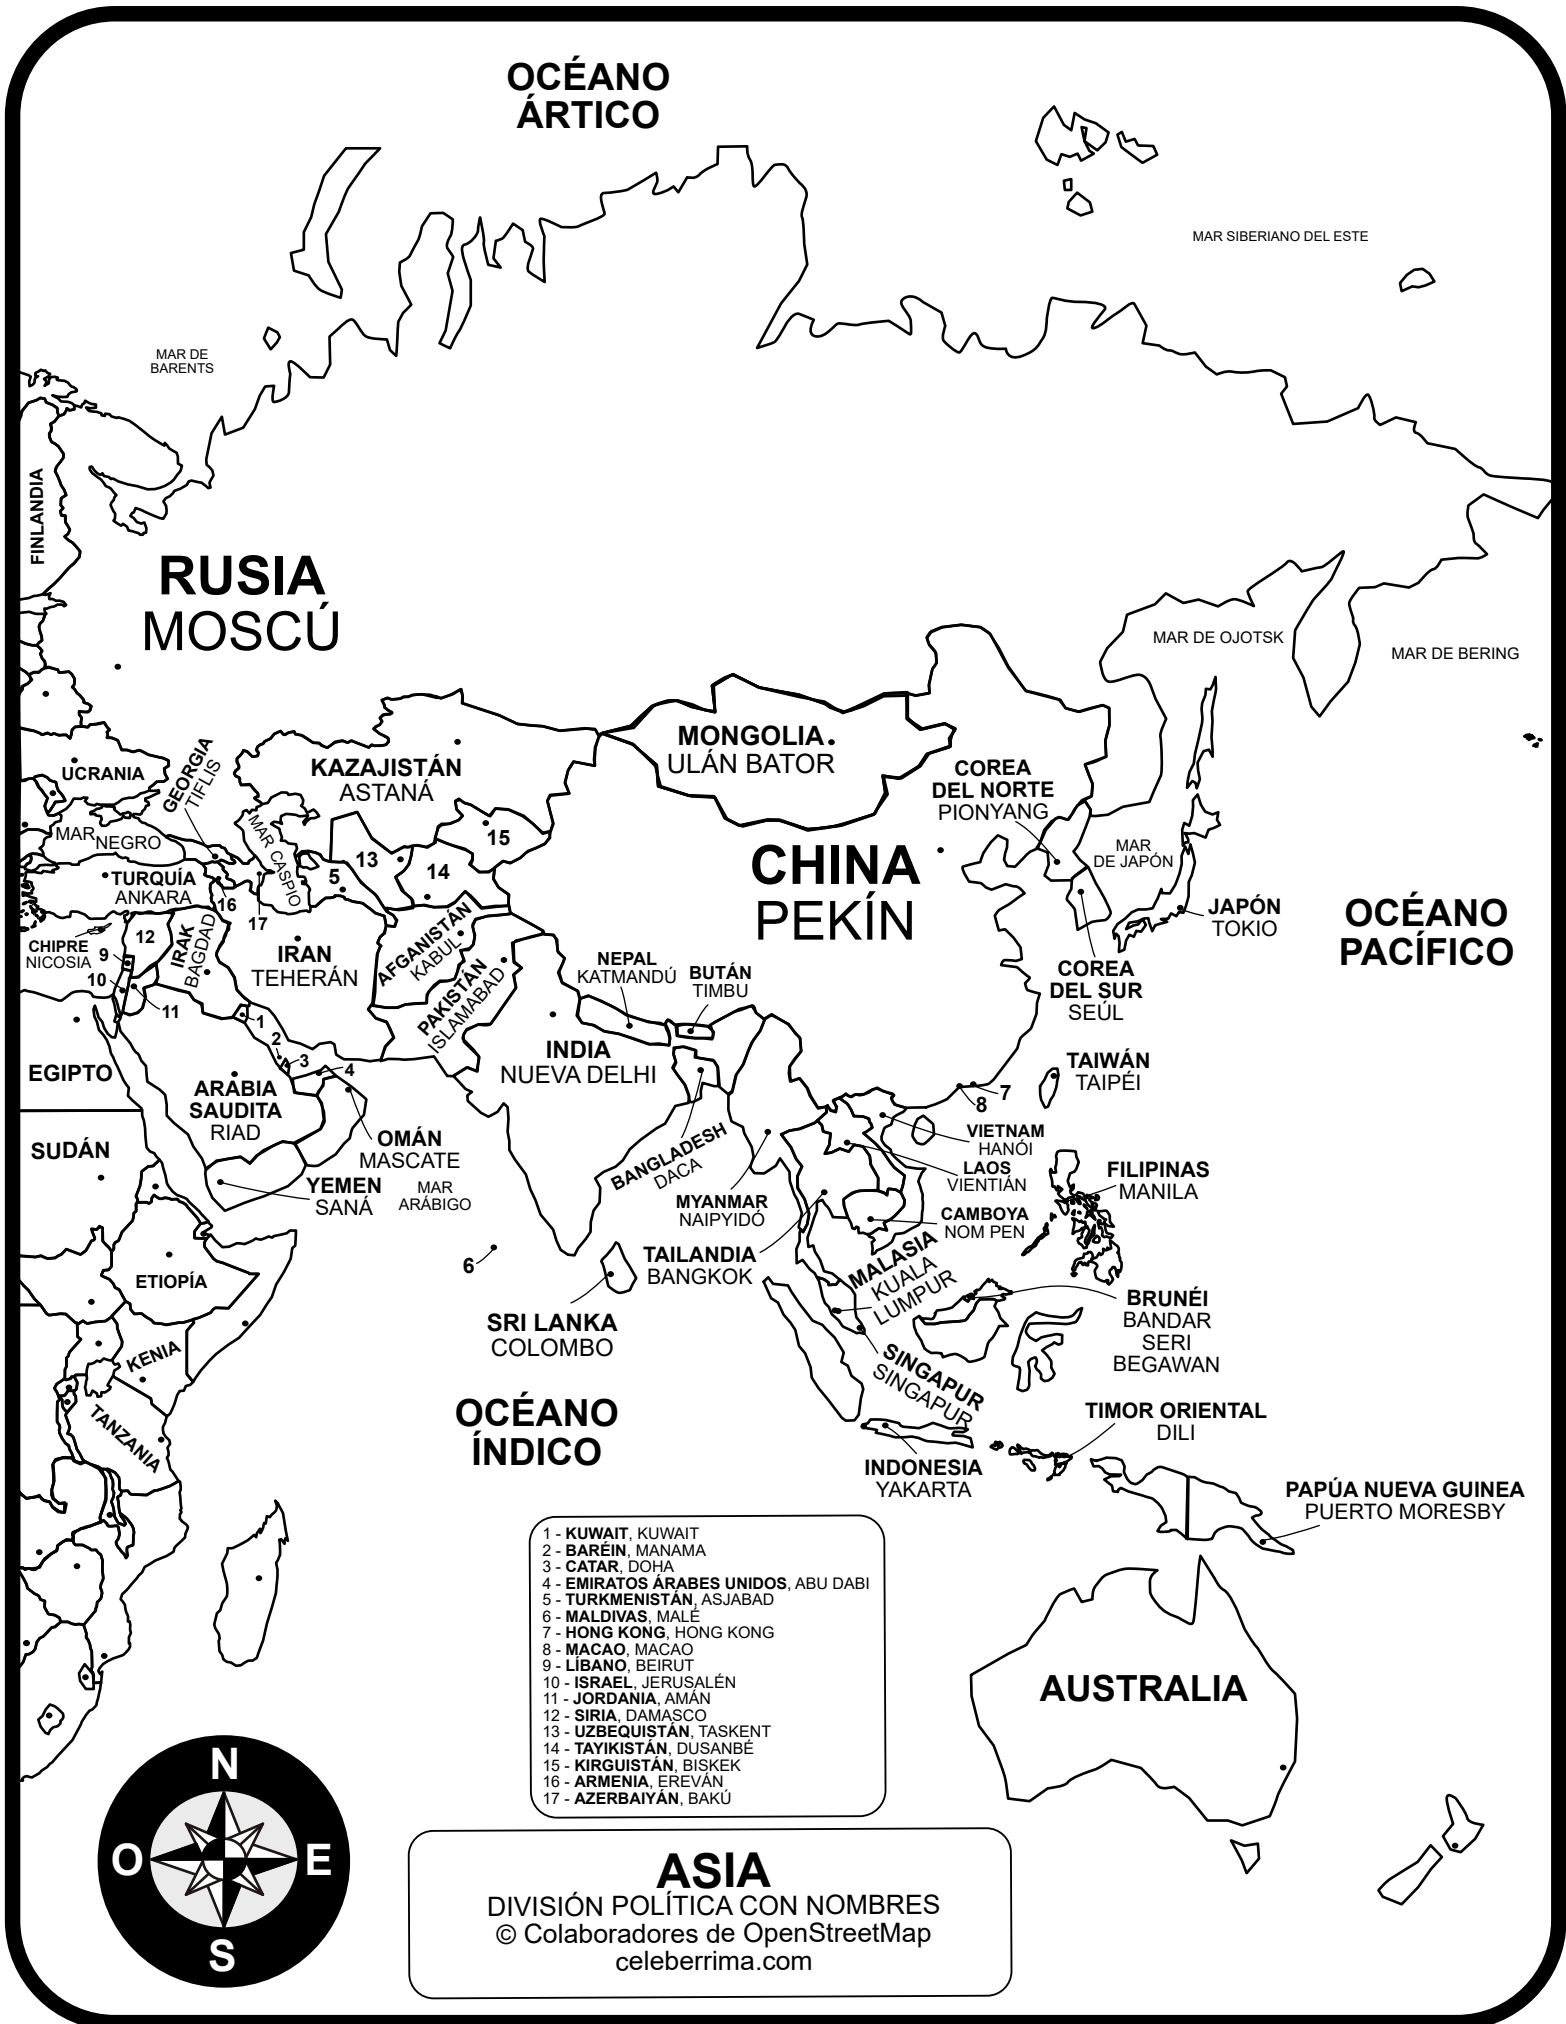 OCÉANO
ÁRTICO
MAR SIBERIANO DEL ESTE
MAR DE
BARENTS
FINLANDIA
RUSIA
MOSCÚ
MAR DE OJOTSK
MAR DE BERING
UCRANIA
GEORGIA
TIFLIS
KAZAJISTÁN
ASTANÁ
MONGOLIA
ULÁN BATOR
COREA
DEL NORTE
PIONYANG
MAR
NEGRO
MAR CASPIO
13
15
5
14
MAR
DE JAPÓN
CHINA
PEKÍN
TURQUÍA
ANKARA
16
17
JAPÓN
TOKIO
OCÉANO
PACÍFICO
CHIPRE
NICOSIA
12
9
10
11
IRAK
BAGDAD
IRAN
TEHERÁN
AFGANISTÁN
KABUL
PAKISTÁN
ISLAMABAD
NEPAL
KATMANDÚ
BUTÁN
TIMBU
COREA
DEL SUR
SEÚL
1
2
3
4
EGIPTO
ARABIA
SAUDITA
RIAD
INDIA
NUEVA DELHI
TAIWÁN
TAIPÉI
7
8
SUDÁN
OMÁN
MASCATE
YEMEN
SANÁ
MAR
ARÁBIGO
BANGLADESH
DACA
MYANMAR
NAIPYIDÓ
VIETNAM
HANÓI
LAOS
VIENTIÁN
CAMBOYA
NOM PEN
FILIPINAS
MANILA
6
TAILANDIA
BANGKOK
MALASIA
KUALA
LUMPUR
ETIOPÍA
BRUNÉI
BANDAR
SERI
BEGAWAN
SRI LANKA
COLOMBO
KENIA
SINGAPUR
SINGAPUR
TANZANIA
OCÉANO
ÍNDICO
TIMOR ORIENTAL
DILI
INDONESIA
YAKARTA
PAPÚA NUEVA GUINEA
PUERTO MORESBY
1 - KUWAIT, KUWAIT
2 - BARÉIN, MANAMA
3 - CATAR, DOHA
4 - EMIRATOS ÁRABES UNIDOS, ABU DABI
5 - TURKMENISTÁN, ASJABAD
6 - MALDIVAS, MALÉ
7 - HONG KONG, HONG KONG
8 - MACAO, MACAO
9 - LÍBANO, BEIRUT
10 - ISRAEL, JERUSALÉN
11 - JORDANIA, AMÁN
12 - SIRIA, DAMASCO
13 - UZBEQUISTÁN, TASKENT
14 - TAYIKISTÁN, DUSANBÉ
15 - KIRGUISTÁN, BISKEK
16 - ARMENIA, EREVÁN
17 - AZERBAIYÁN, BAKÚ
AUSTRALIA
N
O
E
S
ASIA
DIVISIÓN POLÍTICA CON NOMBRES
© Colaboradores de OpenStreetMap
celeberrima.com